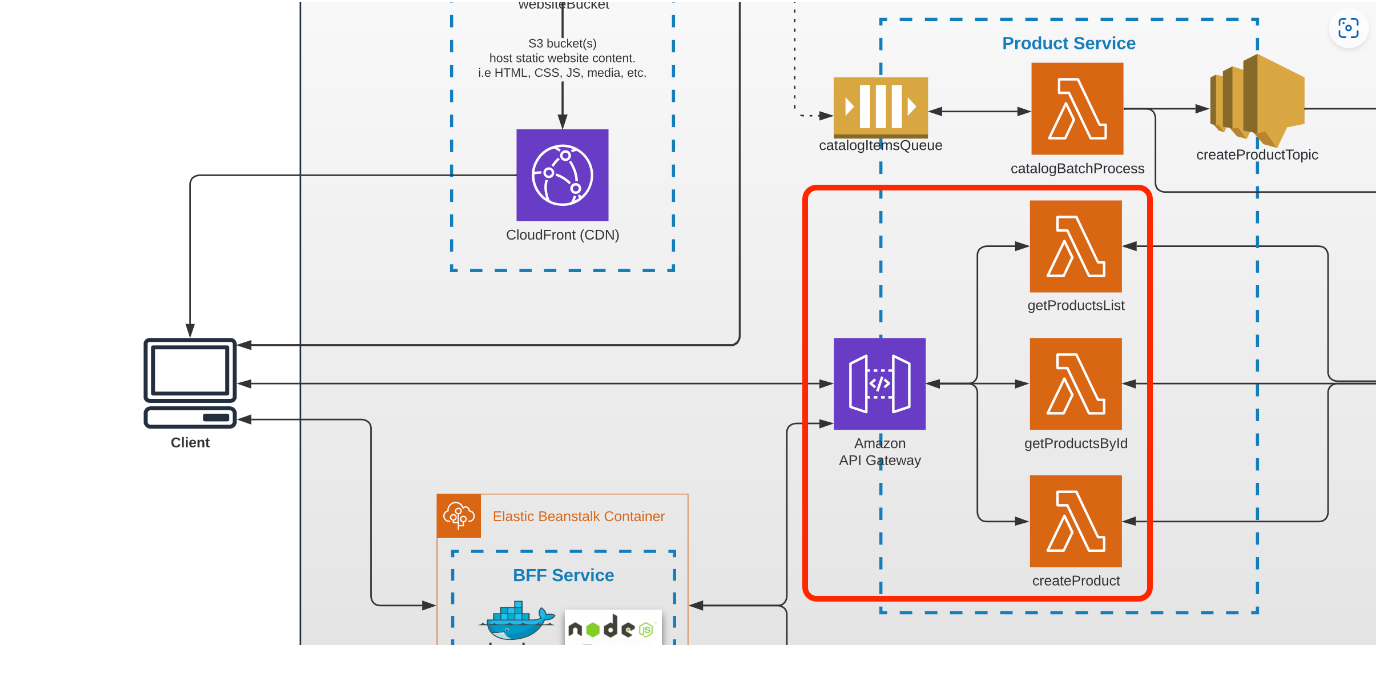 websiteBucket
S3 bucket(s)
host static website content.
i.e HTML, CSS, JS, media, etc.
CloudFront (CDN)
Client
Product Service
catalogItemsQueue
catalogBatchProcess
createProductTopic
getProductsList
Amazon
API Gateway
getProductsById
createProduct
Elastic Beanstalk Container
BFF Service
node
JS